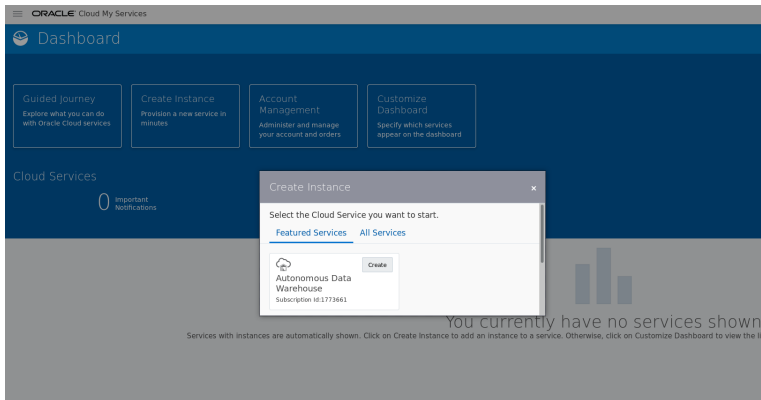 ORACLE Cloud My Services
Dashboard
Guided Journey
Explore what you can do
with Oracle Cloud services
Create Instance
Provision a new service in
minutes
Account
Management
Administer and manage
your account and orders
Customize
Dashboard
Specify which services
appear on the dashboard
Cloud Services
0 Important
Notifications
Create Instance ×
Select the Cloud Service you want to start.
Featured Services All Services
Create
Autonomous Data
Warehouse
Subscription Id:1773661
You currently have no services shown
Services with instances are automatically shown. Click on Create Instance to add an instance to a service. Otherwise, click on Customize Dashboard to view the